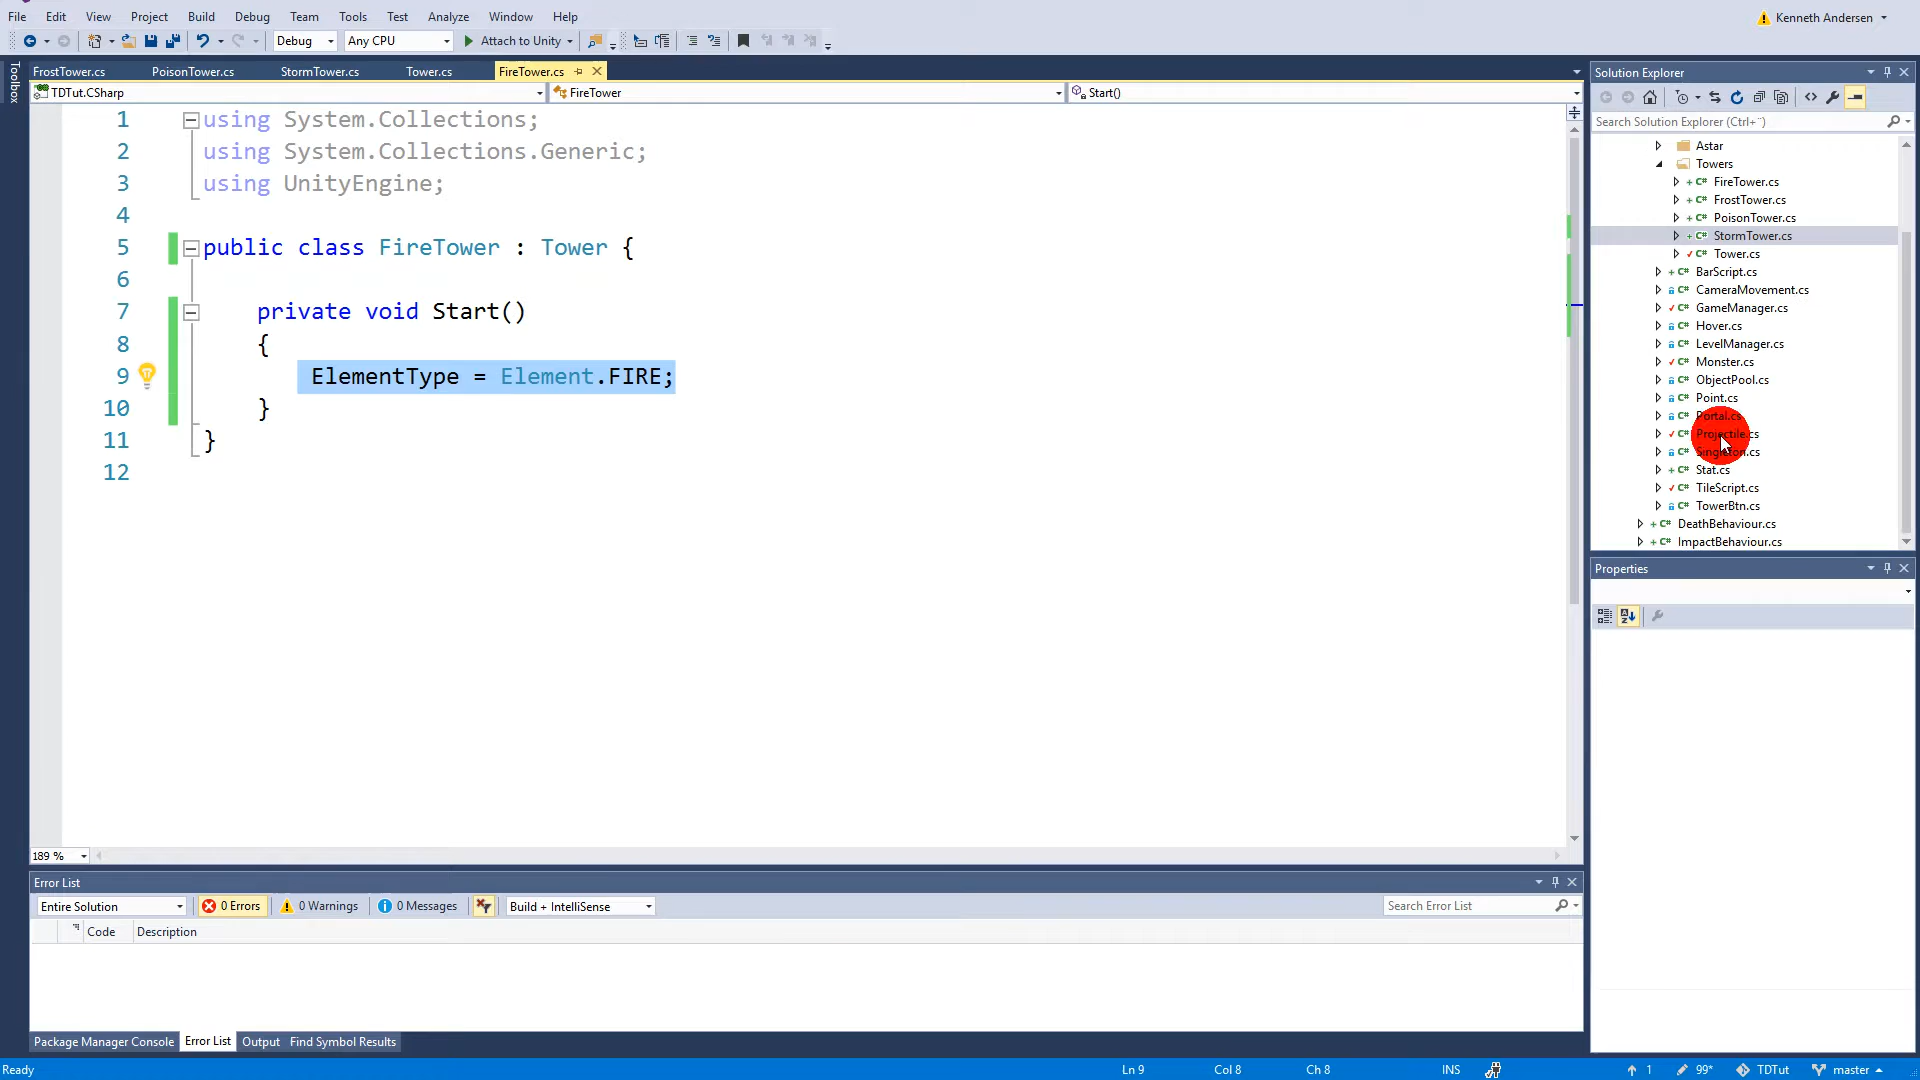 File Edit View Project Build Debug Team Tools Test Analyze Window Help
Kenneth Andersen
Debug Any CPU Attach to Unity
Toolbox
FrostTower.cs PoisonTower.cs StormTower.cs Tower.cs FireTower.cs
TDTut.CSharp FireTower Start()
1 using System.Collections;
2 using System.Collections.Generic;
3 using UnityEngine;
4
5 public class FireTower : Tower {
6
7 private void Start()
8 {
9 ElementType = Element.FIRE;
10 }
11 }
12
189 %
Solution Explorer
Search Solution Explorer (Ctrl+¨)
Astar
Towers
C# FireTower.cs
C# FrostTower.cs
C# PoisonTower.cs
C# StormTower.cs
C# Tower.cs
C# BarScript.cs
C# CameraMovement.cs
C# GameManager.cs
C# Hover.cs
C# LevelManager.cs
C# Monster.cs
C# ObjectPool.cs
C# Point.cs
C# Portal.cs
C# Projectile.cs
C# Singleton.cs
C# Stat.cs
C# TileScript.cs
C# TowerBtn.cs
C# DeathBehaviour.cs
C# ImpactBehaviour.cs
Properties
Error List
Entire Solution 0 Errors 0 Warnings 0 Messages Build + IntelliSense Search Error List
Code Description
Package Manager Console Error List Output Find Symbol Results
Ready Ln 9 Col 8 Ch 8 INS 1 99* TDTut master